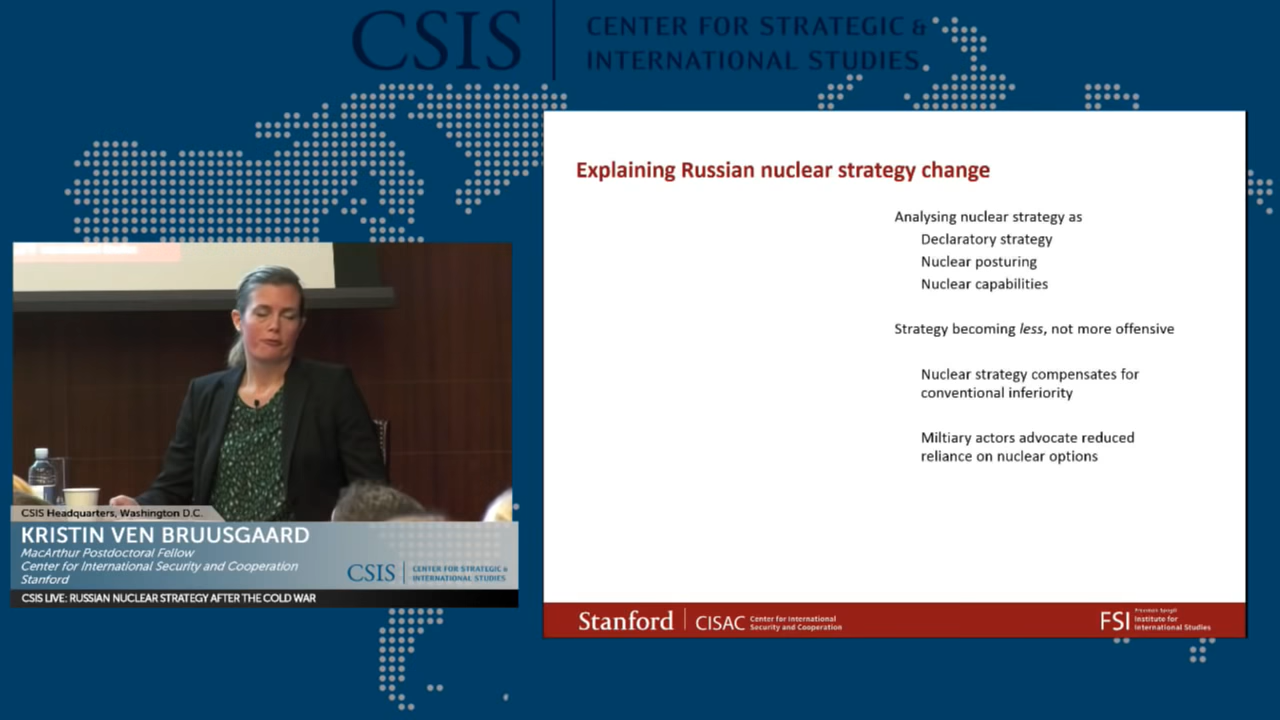 CSIS
CENTER FOR STRATEGIC &
INTERNATIONAL STUDIES
Explaining Russian nuclear strategy change
Analysing nuclear strategy as
Declaratory strategy
Nuclear posturing
Nuclear capabilities
Strategy becoming less, not more offensive
Nuclear strategy compensates for
conventional inferiority
Miltiary actors advocate reduced
reliance on nuclear options
CSIS Headquarters, Washington D.C.
KRISTIN VEN BRUUSGAARD
MacArthur Postdoctoral Fellow
Center for International Security and Cooperation
Stanford
CSIS
CENTER FOR STRATEGIC &
INTERNATIONAL STUDIES
CSIS LIVE: RUSSIAN NUCLEAR STRATEGY AFTER THE COLD WAR
Stanford
CISAC
Center for International
Security and Cooperation
FSI
Freeman Spogli
Institute for
International Studies